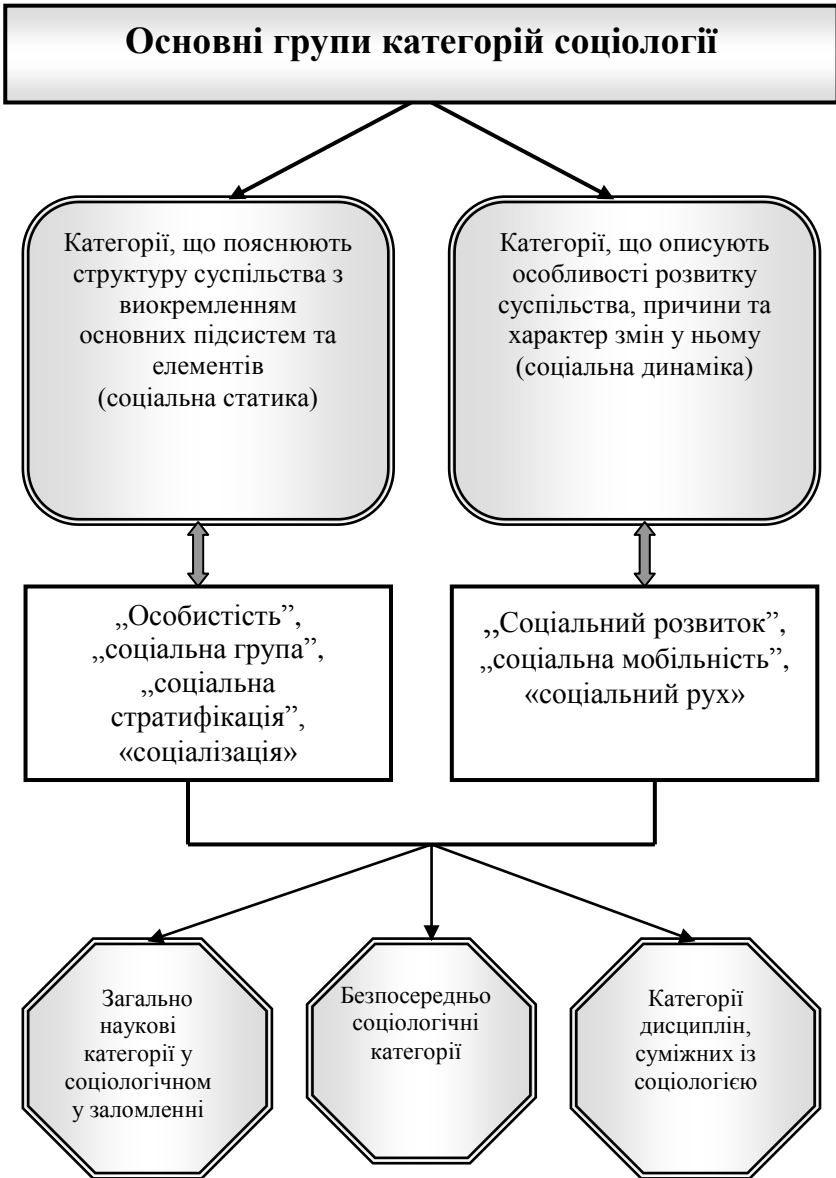 Основні групи категорій соціології
Категорії, що пояснюють
структуру суспільства з
виокремленням
основних підсистем та
елементів
(соціальна статика)
Категорії, що описують
особливості розвитку
суспільства, причини та
характер змін у ньому
(соціальна динаміка)
„Особистість”,
„соціальна група”,
„соціальна
стратифікація”,
«соціалізація»
„Соціальний розвиток”,
„соціальна мобільність”,
«соціальний рух»
Загально
наукові
категорії у
соціологічном
у заломленні
Безпосередньо
соціологічні
категорії
Категорії
дисциплін,
суміжних із
соціологією